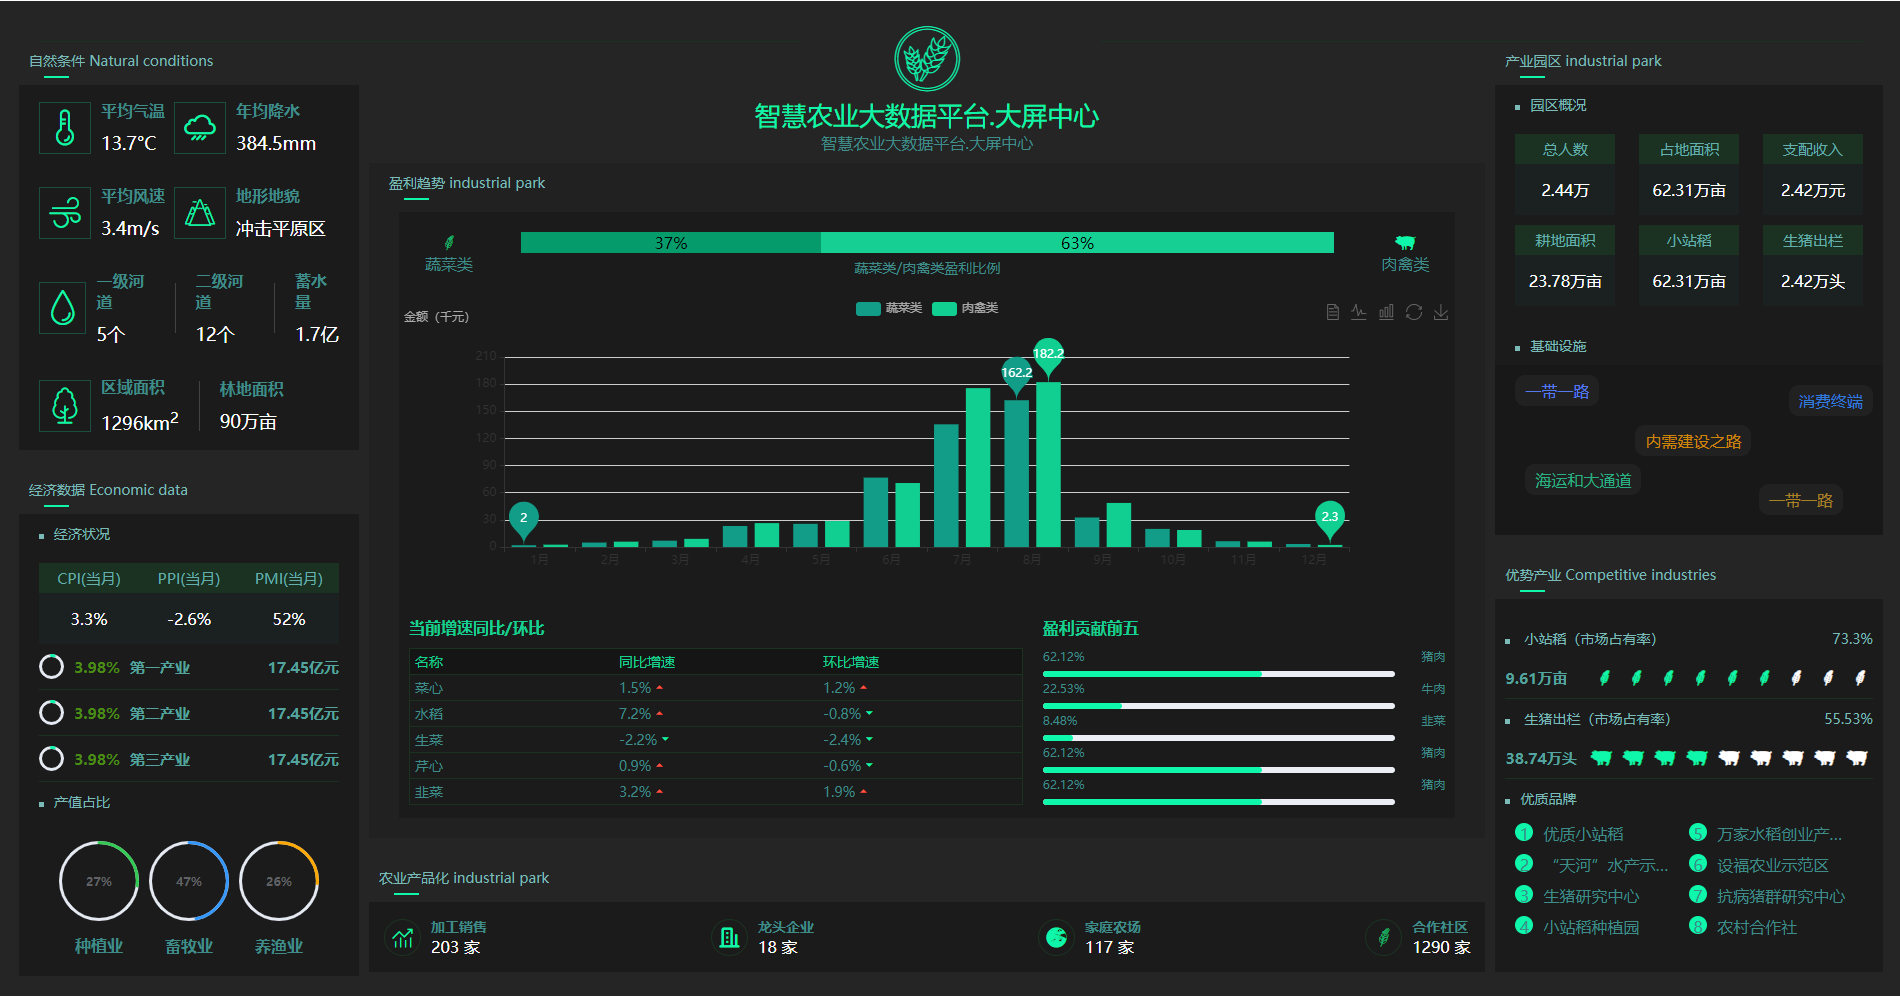 智慧农业大数据平台.大屏中心
智慧农业大数据平台.大屏中心
自然条件 Natural conditions
平均气温
13.7℃
年均降水
384.5mm
平均风速
3.4m/s
地形地貌
冲击平原区
一级河道
5个
二级河道
12个
蓄水量
1.7亿
区域面积
1296km²
林地面积
90万亩
经济数据 Economic data
经济状况
CPI(当月) PPI(当月) PMI(当月)
3.3% -2.6% 52%
3.98% 第一产业 17.45亿元
3.98% 第二产业 17.45亿元
3.98% 第三产业 17.45亿元
产值占比
27% 47% 26%
种植业 畜牧业 养渔业
盈利趋势 industrial park
蔬菜类
37% 63%
肉禽类
蔬菜类/肉禽类盈利比例
蔬菜类 肉禽类
金额（千元）
210
180
150
120
90
60
30
0
2
162.2
182.2
2.3
1月 2月 3月 4月 5月 6月 7月 8月 9月 10月 11月 12月
当前增速同比/环比
名称 同比增速 环比增速
菜心 1.5% 1.2%
水稻 7.2% -0.8%
生菜 -2.2% -2.4%
芹心 0.9% -0.6%
韭菜 3.2% 1.9%
盈利贡献前五
62.12% 猪肉
22.53% 牛肉
8.48% 韭菜
62.12% 猪肉
62.12% 猪肉
农业产品化 industrial park
加工销售
203 家
龙头企业
18 家
家庭农场
117 家
合作社区
1290 家
产业园区 industrial park
园区概况
总人数 占地面积 支配收入
2.44万 62.31万亩 2.42万元
耕地面积 小站稻 生猪出栏
23.78万亩 62.31万亩 2.42万头
基础设施
一带一路
消费终端
内需建设之路
海运和大通道
一带一路
优势产业 Competitive industries
小站稻（市场占有率） 73.3%
9.61万亩
生猪出栏（市场占有率） 55.53%
38.74万头
优质品牌
1 优质小站稻
5 万家水稻创业产...
2 “天河”水产示...
6 设福农业示范区
3 生猪研究中心
7 抗病猪群研究中心
4 小站稻种植园
8 农村合作社